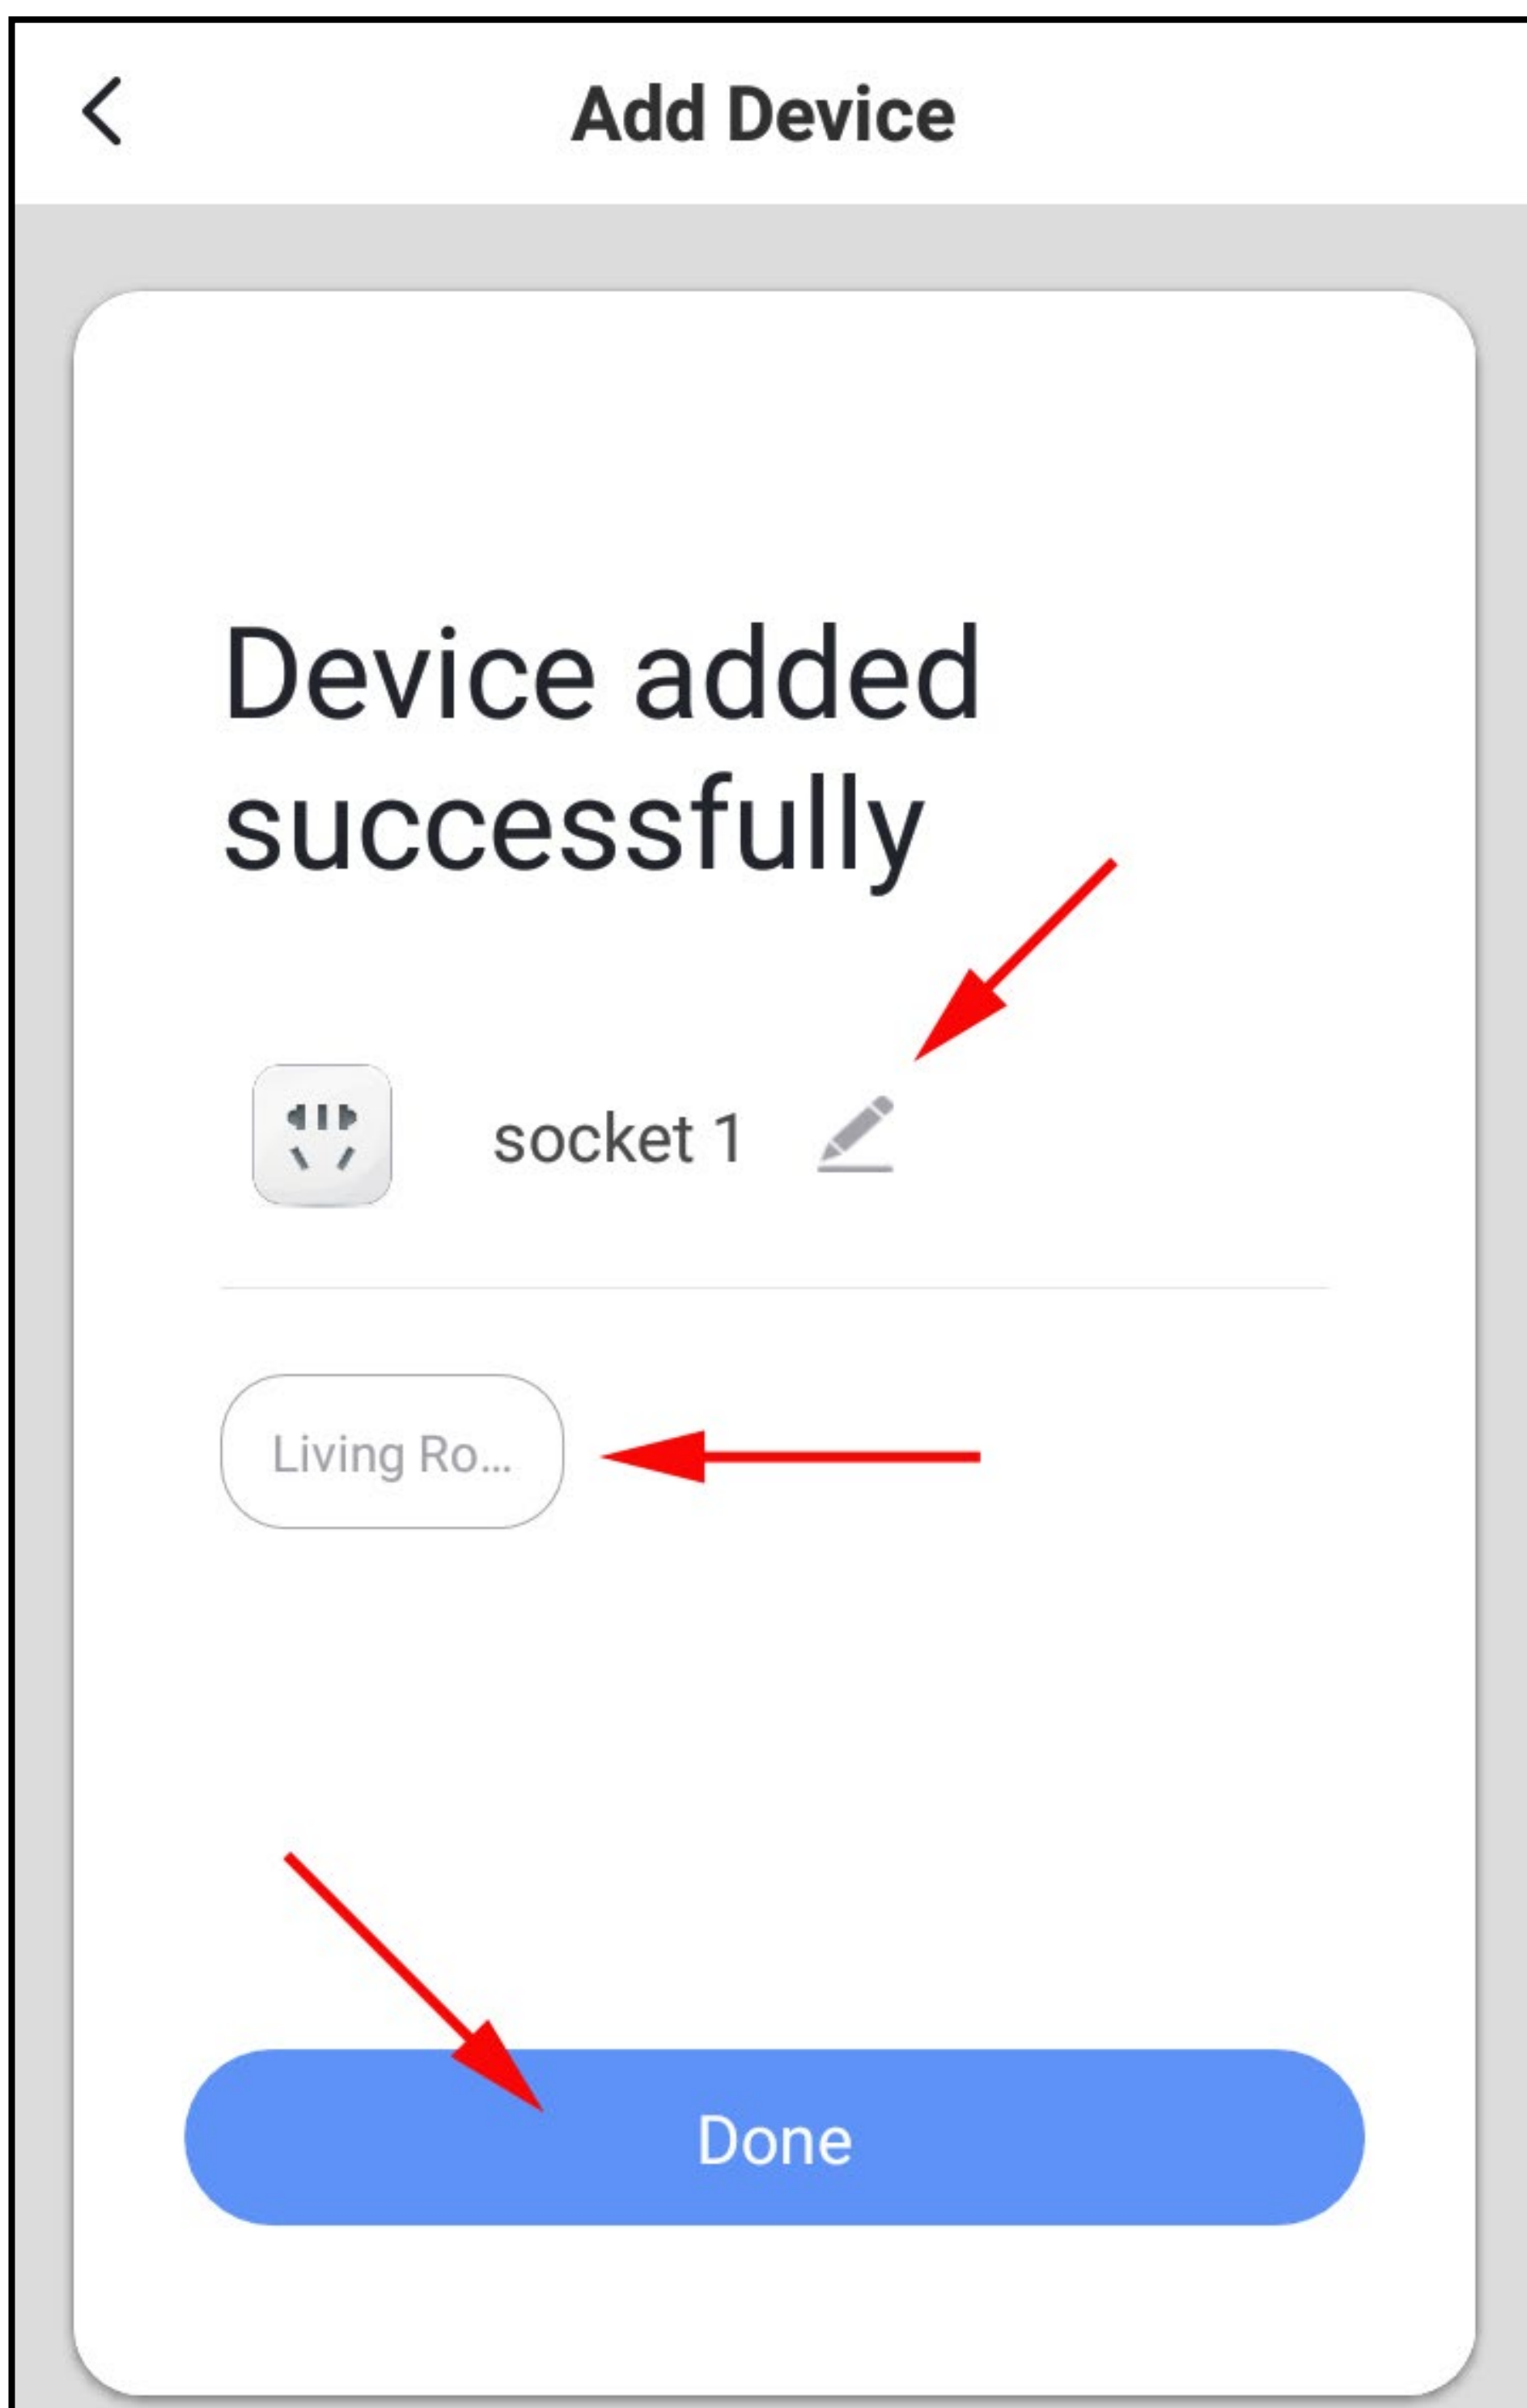 Add Device
Device added
successfully
socket 1
Living Ro...
Done